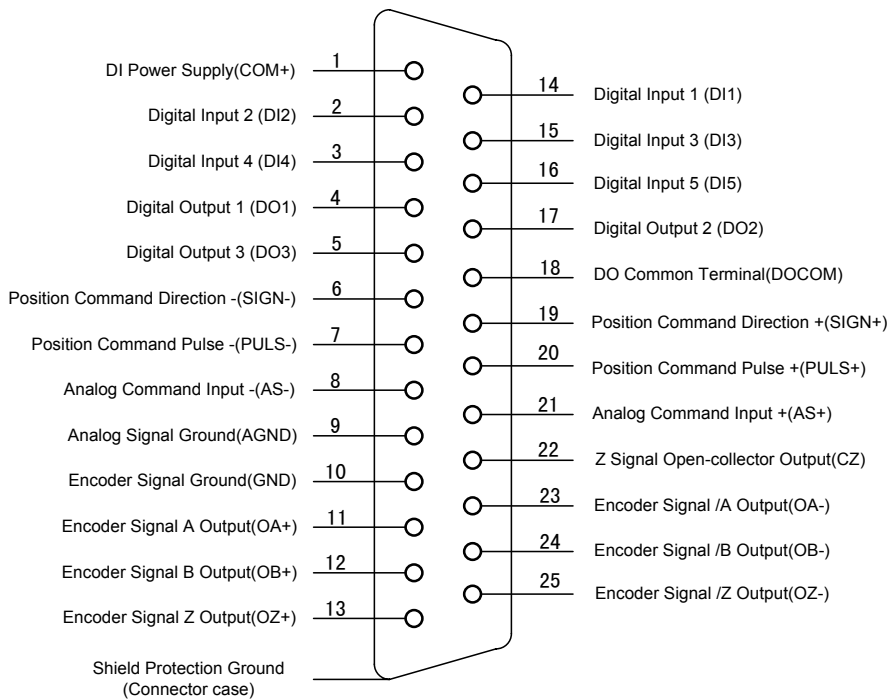 1
DI Power Supply(COM+)
2
Digital Input 2 (DI2)
3
Digital Input 4 (DI4)
4
Digital Output 1 (DO1)
5
Digital Output 3 (DO3)
6
Position Command Direction -(SIGN-)
7
Position Command Pulse -(PULS-)
8
Analog Command Input -(AS-)
9
Analog Signal Ground(AGND)
10
Encoder Signal Ground(GND)
11
Encoder Signal A Output(OA+)
12
Encoder Signal B Output(OB+)
13
Encoder Signal Z Output(OZ+)
Shield Protection Ground
(Connector case)
14
Digital Input 1 (DI1)
15
Digital Input 3 (DI3)
16
Digital Input 5 (DI5)
17
Digital Output 2 (DO2)
18
DO Common Terminal(DOCOM)
19
Position Command Direction +(SIGN+)
20
Position Command Pulse +(PULS+)
21
Analog Command Input +(AS+)
22
Z Signal Open-collector Output(CZ)
23
Encoder Signal /A Output(OA-)
24
Encoder Signal /B Output(OB-)
25
Encoder Signal /Z Output(OZ-)